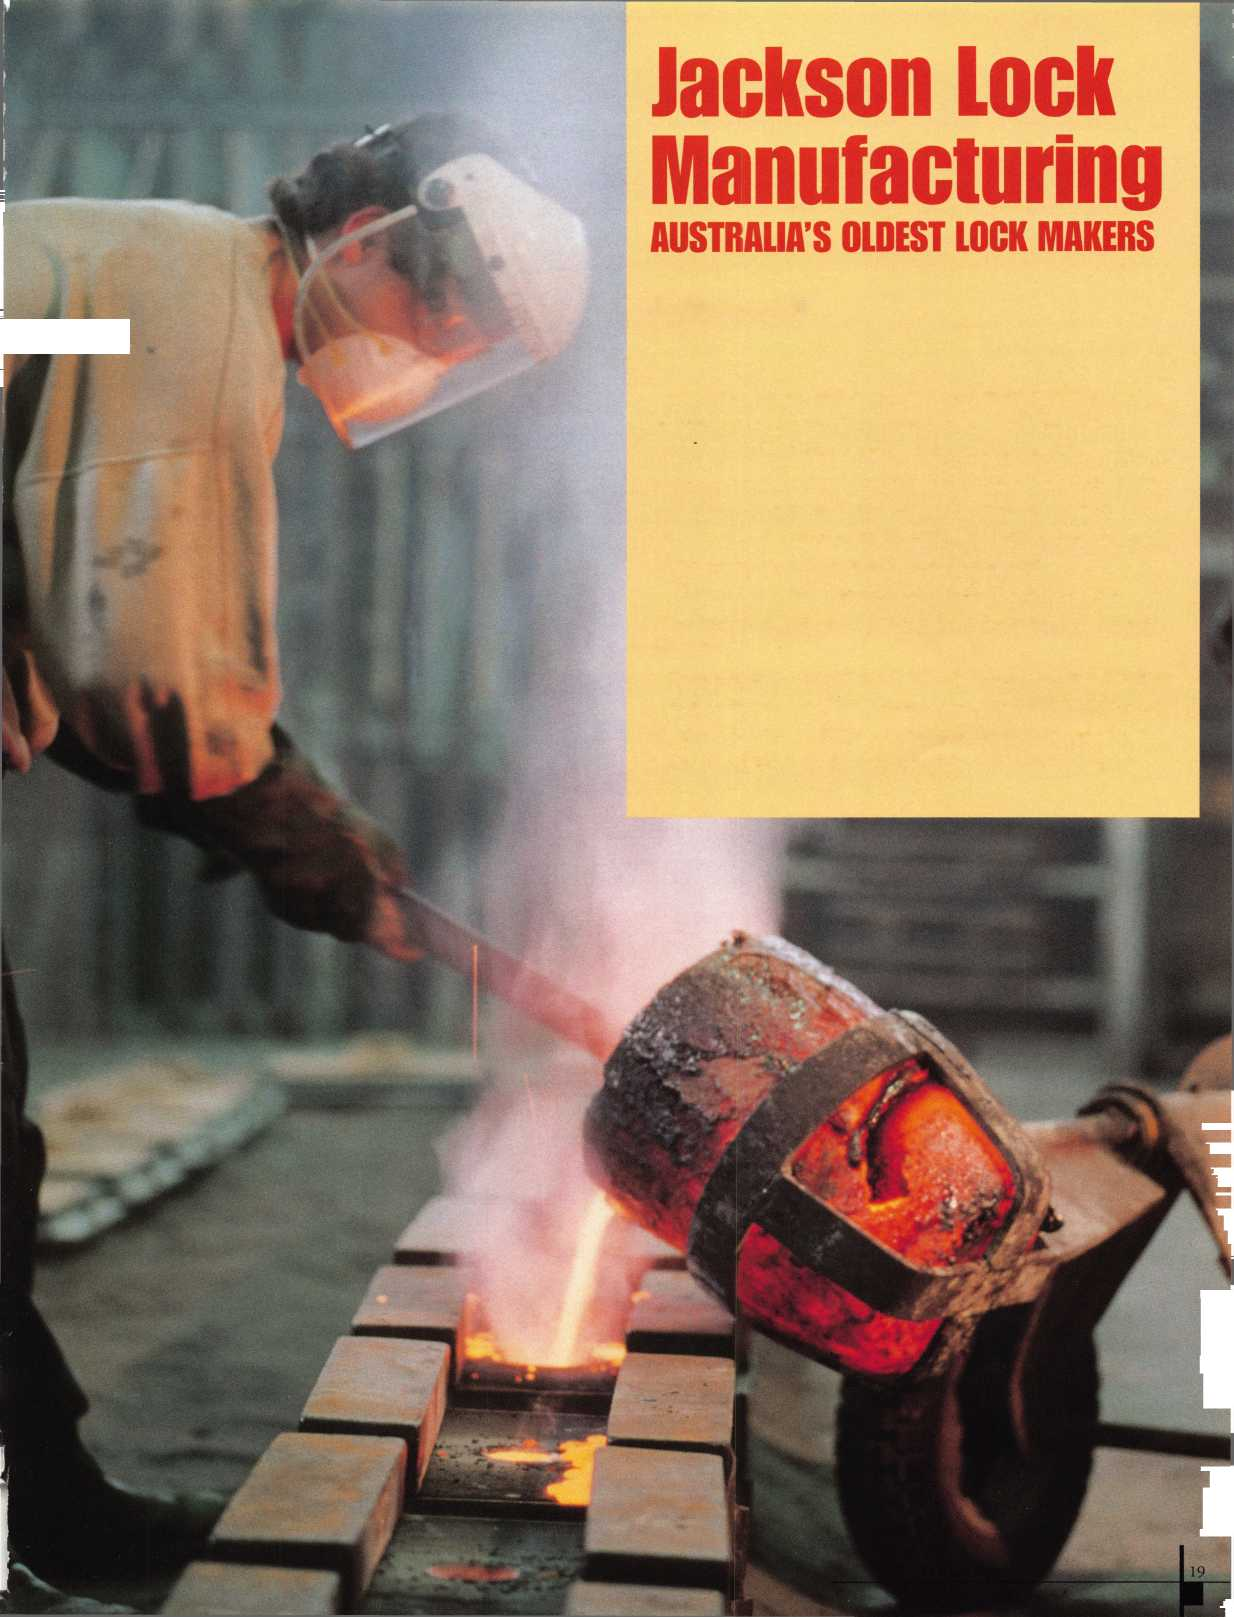 Jackson Lock
Manufacturing
AUSTRALIA'S OLDEST LOCK MAKERS
19